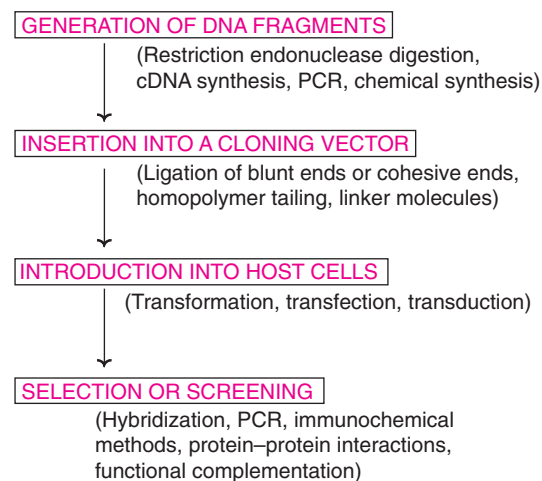 GENERATION OF DNA FRAGMENTS
(Restriction endonuclease digestion,
cDNA synthesis, PCR, chemical synthesis)
INSERTION INTO A CLONING VECTOR
(Ligation of blunt ends or cohesive ends,
homopolymer tailing, linker molecules)
INTRODUCTION INTO HOST CELLS
(Transformation, transfection, transduction)
SELECTION OR SCREENING
(Hybridization, PCR, immunochemical
methods, protein–protein interactions,
functional complementation)